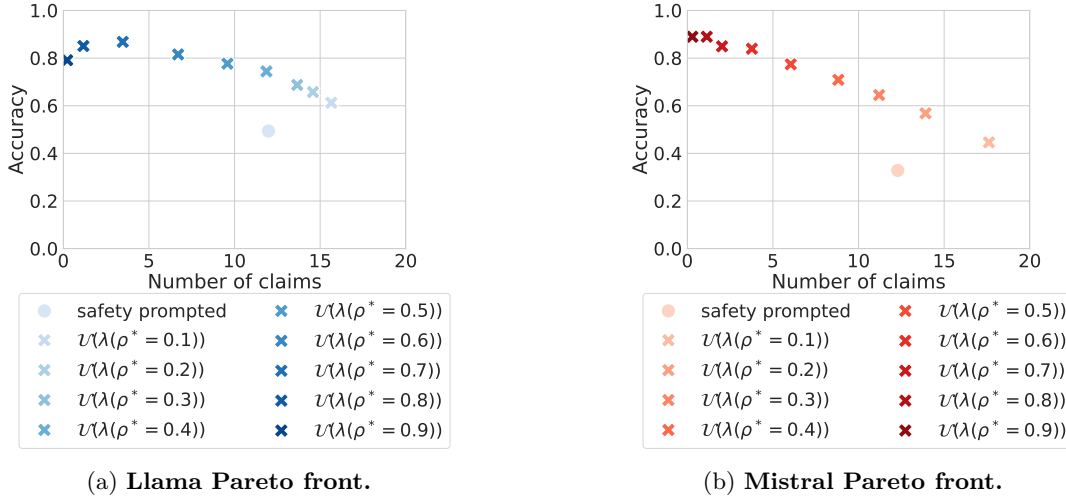 1.0
0.8
0.6
0.4
0.2
0.0
Accuracy
0 5 10 15 20
Number of claims
safety prompted
𝒰(λ(ρ* = 0.1))
𝒰(λ(ρ* = 0.2))
𝒰(λ(ρ* = 0.3))
𝒰(λ(ρ* = 0.4))
𝒰(λ(ρ* = 0.5))
𝒰(λ(ρ* = 0.6))
𝒰(λ(ρ* = 0.7))
𝒰(λ(ρ* = 0.8))
𝒰(λ(ρ* = 0.9))
(a) Llama Pareto front.
1.0
0.8
0.6
0.4
0.2
0.0
Accuracy
0 5 10 15 20
Number of claims
safety prompted
𝒰(λ(ρ* = 0.1))
𝒰(λ(ρ* = 0.2))
𝒰(λ(ρ* = 0.3))
𝒰(λ(ρ* = 0.4))
𝒰(λ(ρ* = 0.5))
𝒰(λ(ρ* = 0.6))
𝒰(λ(ρ* = 0.7))
𝒰(λ(ρ* = 0.8))
𝒰(λ(ρ* = 0.9))
(b) Mistral Pareto front.